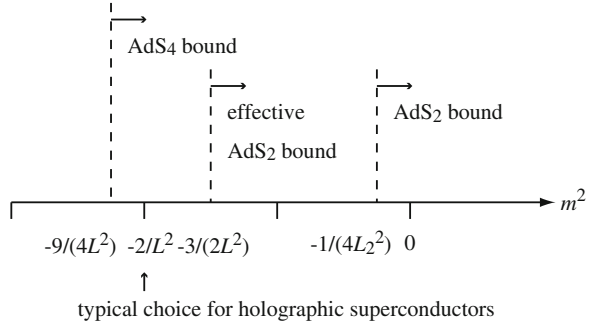 AdS₄ bound
effective
AdS₂ bound
AdS₂ bound
m²
-9/(4L²) -2/L² -3/(2L²) -1/(4L₂²) 0
typical choice for holographic superconductors